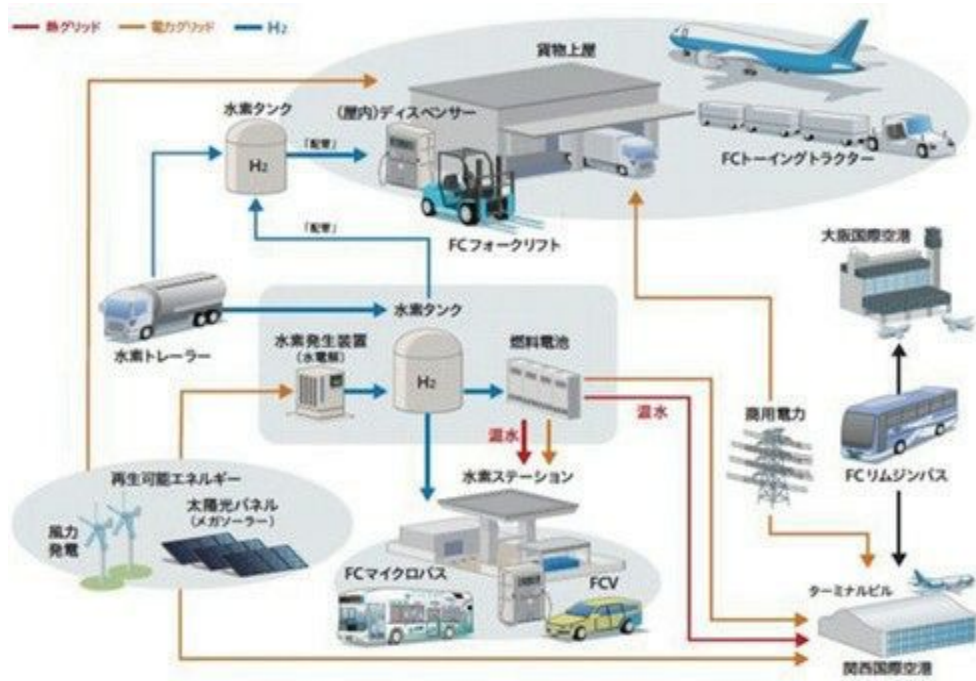 熱グリッド
電力グリッド
H2
貨物上屋
水素タンク
(屋内)ディスペンサー
「配管」
H2
FCトーイングトラクター
FCフォークリフト
「配管」
大阪国際空港
水素タンク
水素トレーラー
水素発生装置
(水電解)
燃料電池
H2
温水
商用電力
温水
FCリムジンバス
水素ステーション
再生可能エネルギー
太陽光パネル
(メガソーラー)
風力
発電
FCマイクロバス
FCV
ターミナルビル
関西国際空港